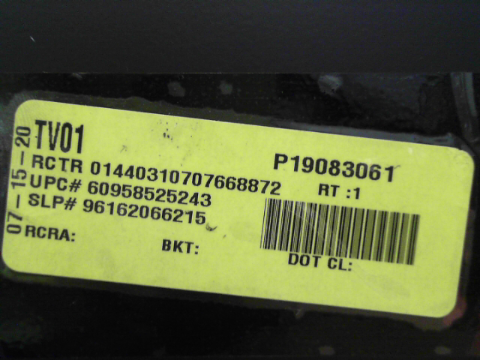 07-15-20
TV01
P19083061
RCTR 01440310707668872 RT :1
UPC# 60958525243
SLP# 96162066215
RCRA: BKT: DOT CL: